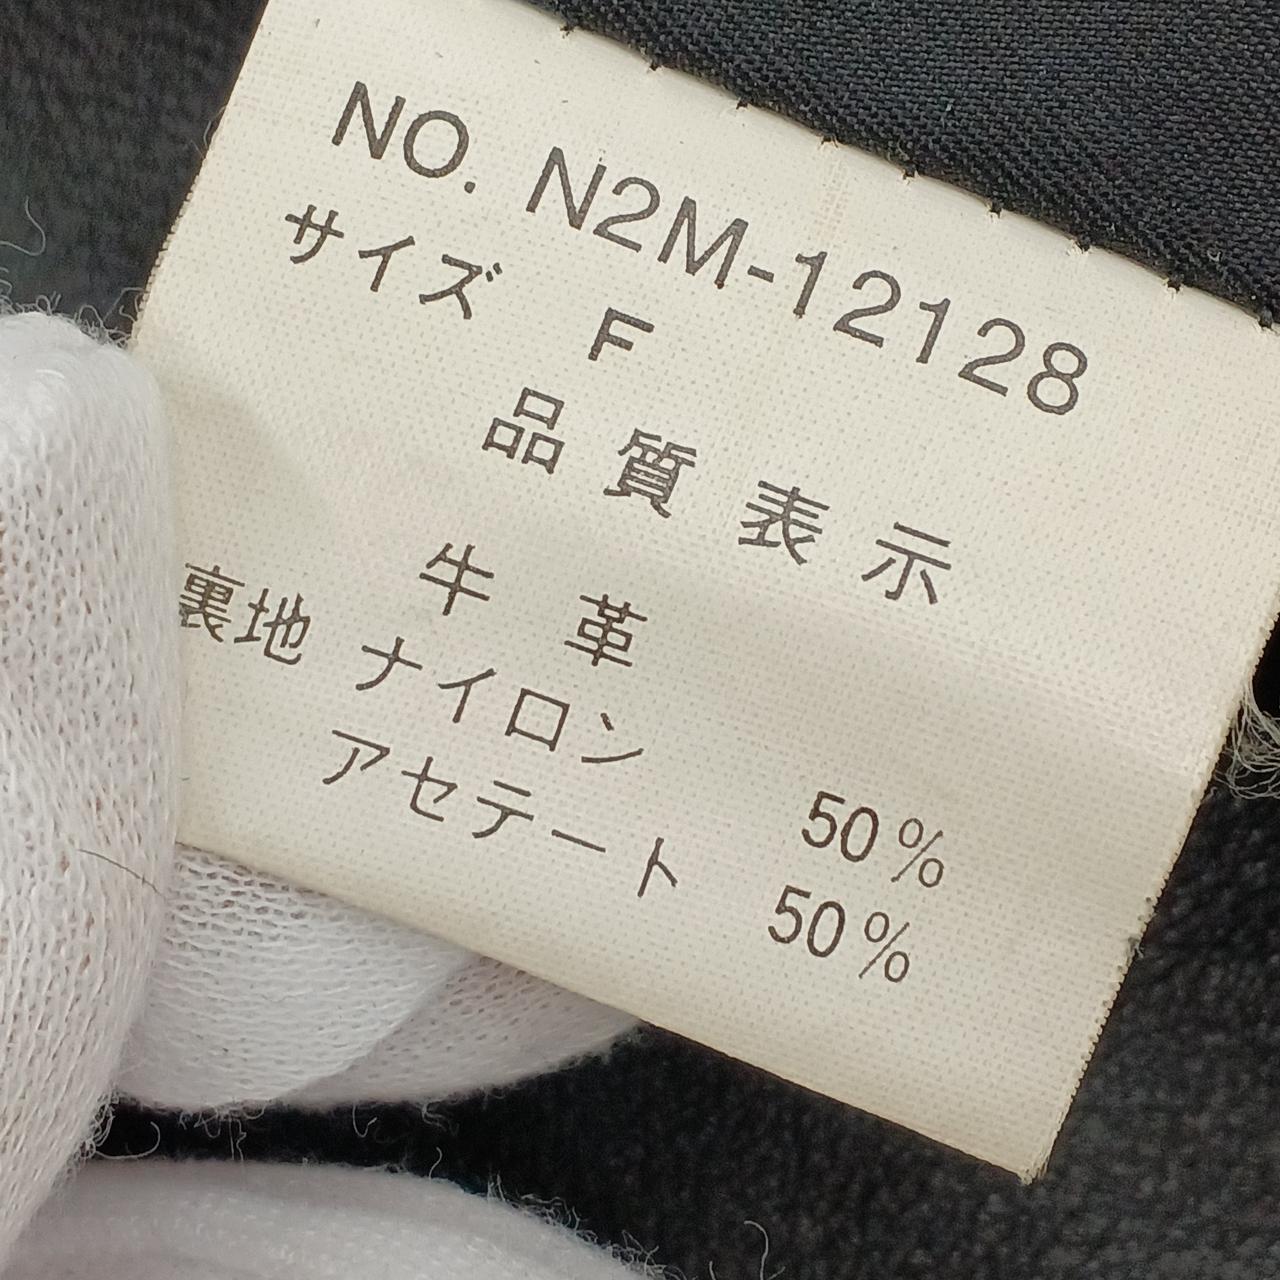 NO. N2M-12128
サイズ F
品質表示
牛革
裏地 ナイロン 50%
アセテート 50%